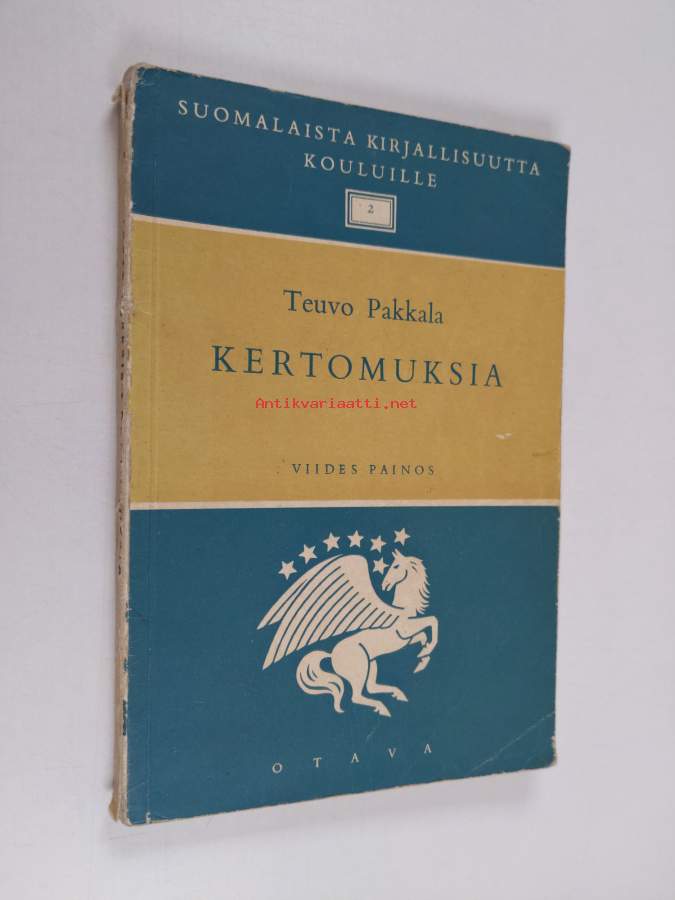 SUOMALAISTA KIRJALLISUUTTA
KOULUILLE
2
Teuvo Pakkala
KERTOMUKSIA
Antikvariaatti.net
VIIDES PAINOS
OTAVA